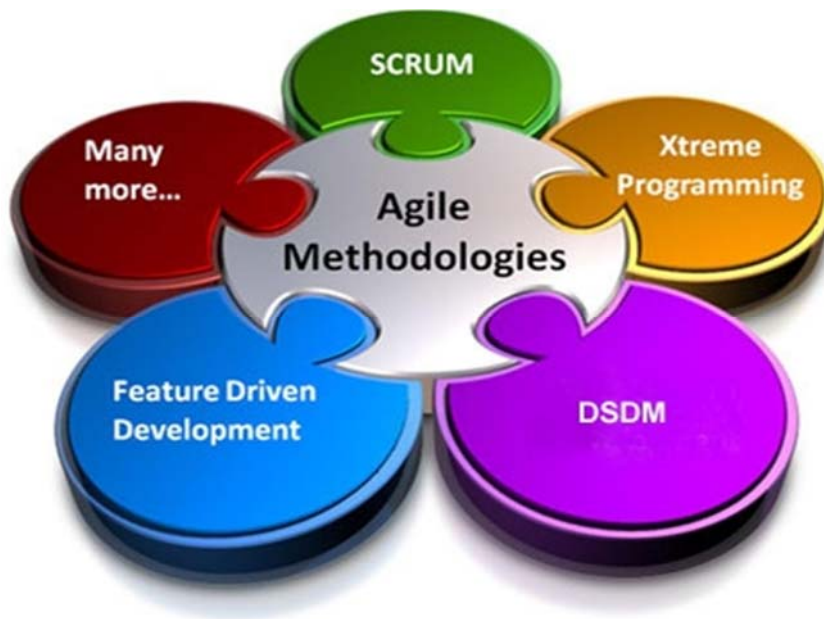 SCRUM
Many
more...
Xtreme
Programming
Agile
Methodologies
Feature Driven
Development
DSDM